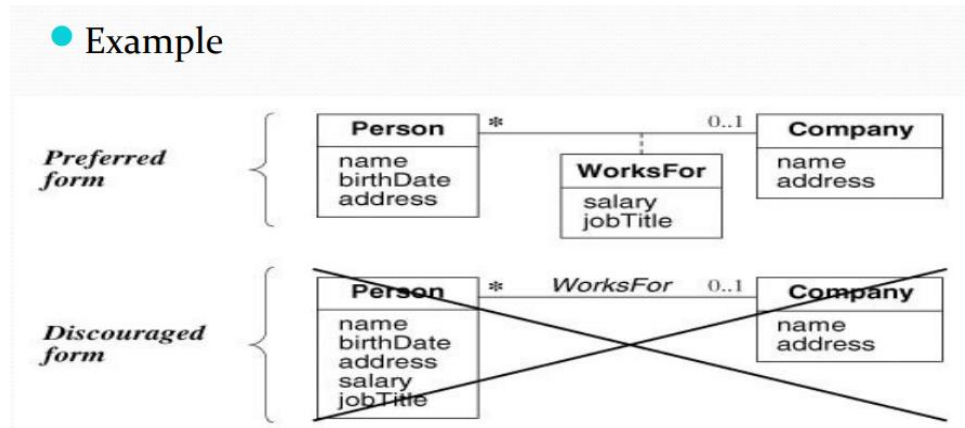 Example
Preferred form
Person
name
birthDate
address
*
0..1
WorksFor
salary
jobTitle
Company
name
address
Discouraged form
Person
name
birthDate
address
salary
jobTitle
*
WorksFor
0..1
Company
name
address